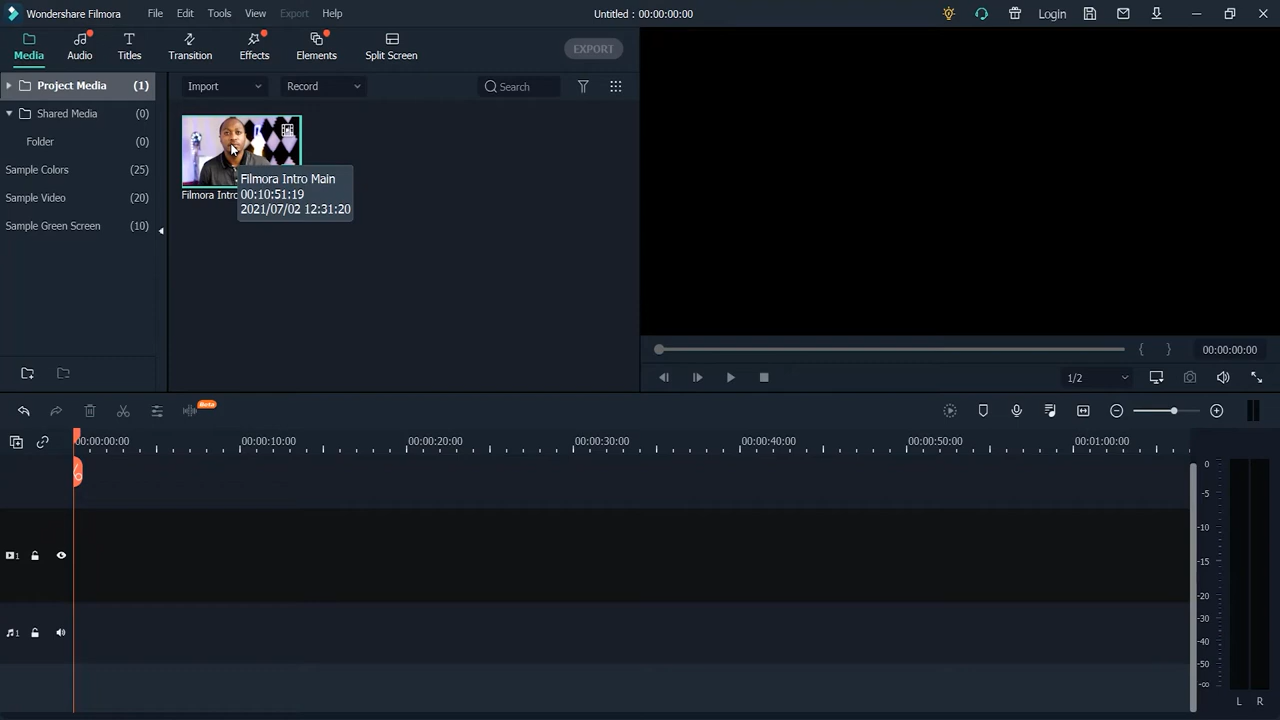 Wondershare Filmora File Edit Tools View Export Help Untitled : 00:00:00:00 Login
Media Audio Titles Transition Effects Elements Split Screen EXPORT
Project Media (1)
Import Record Search
Shared Media (0)
Folder (0)
Sample Colors (25)
Sample Video (20)
Sample Green Screen (10)
Filmora Intro
Filmora Intro Main
00:10:51:19
2021/07/02 12:31:20
00:00:00:00
1/2
Beta
00:00:00:00 00:00:10:00 00:00:20:00 00:00:30:00 00:00:40:00 00:00:50:00 00:01:00:00
0
-5
-10
-15
-20
-30
-40
-50
-∞
1
1
L R